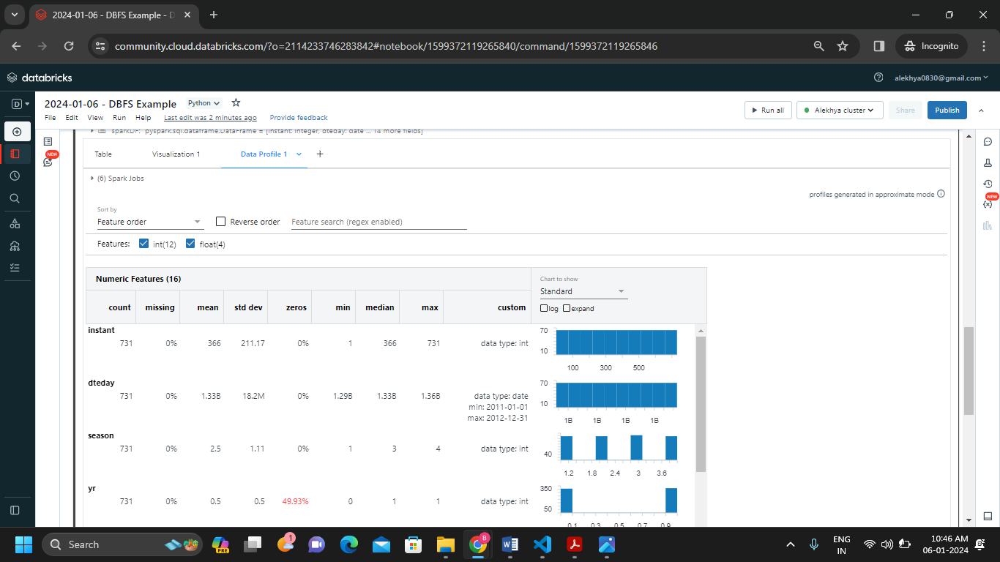 2024-01-06 - DBFS Example - D
community.cloud.databricks.com/?o=2114233746283842#notebook/1599372119265840/command/1599372119265846
Incognito
databricks
alekhya0830@gmail.com
D
2024-01-06 - DBFS Example
Python
File Edit View Run Help Last edit was 2 minutes ago Provide feedback
Run all
Alekhya cluster
Share
Publish
NEW
NEW
sparkDF: pyspark.sql.dataframe.DataFrame = [instant: integer, dteday: date ... 14 more fields]
Table Visualization 1 Data Profile 1 +
(6) Spark Jobs
profiles generated in approximate mode
Sort by
Feature order
Reverse order
Feature search (regex enabled)
Features: int(12) float(4)
Numeric Features (16)
Chart to show
Standard
log expand
count missing mean std dev zeros min median max custom
instant
731 0% 366 211.17 0% 1 366 731 data type: int
70
10
100 300 500
dteday
731 0% 1.33B 18.2M 0% 1.29B 1.33B 1.36B data type: date
min: 2011-01-01
max: 2012-12-31
70
10
1B 1B 1B 1B
season
731 0% 2.5 1.11 0% 1 3 4 data type: int
40
1.2 1.8 2.4 3 3.6
yr
731 0% 0.5 0.5 49.93% 0 1 1 data type: int
350
50
0.1 0.3 0.5 0.7 0.9
Search
PRE
1
B
ENG
IN
10:46 AM
06-01-2024